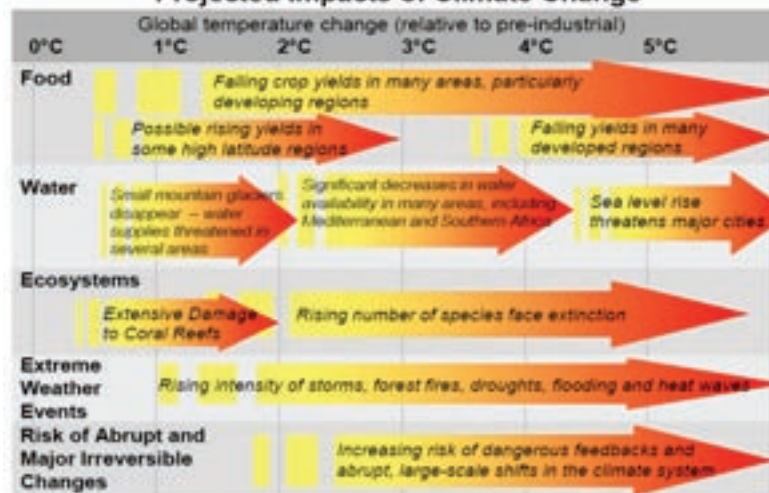 Projected Impacts of Climate Change
Global temperature change (relative to pre-industrial)
0°C 1°C 2°C 3°C 4°C 5°C
Food
Falling crop yields in many areas, particularly
developing regions
Possible rising yields in
some high latitude regions
Falling yields in many
developed regions
Water
Small mountain glaciers
disappear – water
supplies threatened in
several areas
Significant decreases in water
availability in many areas, including
Mediterranean and Southern Africa
Sea level rise
threatens major cities
Ecosystems
Extensive Damage
to Coral Reefs
Rising number of species face extinction
Extreme
Weather
Events
Rising intensity of storms, forest fires, droughts, flooding and heat waves
Risk of Abrupt and
Major Irreversible
Changes
Increasing risk of dangerous feedbacks and
abrupt, large-scale shifts in the climate system